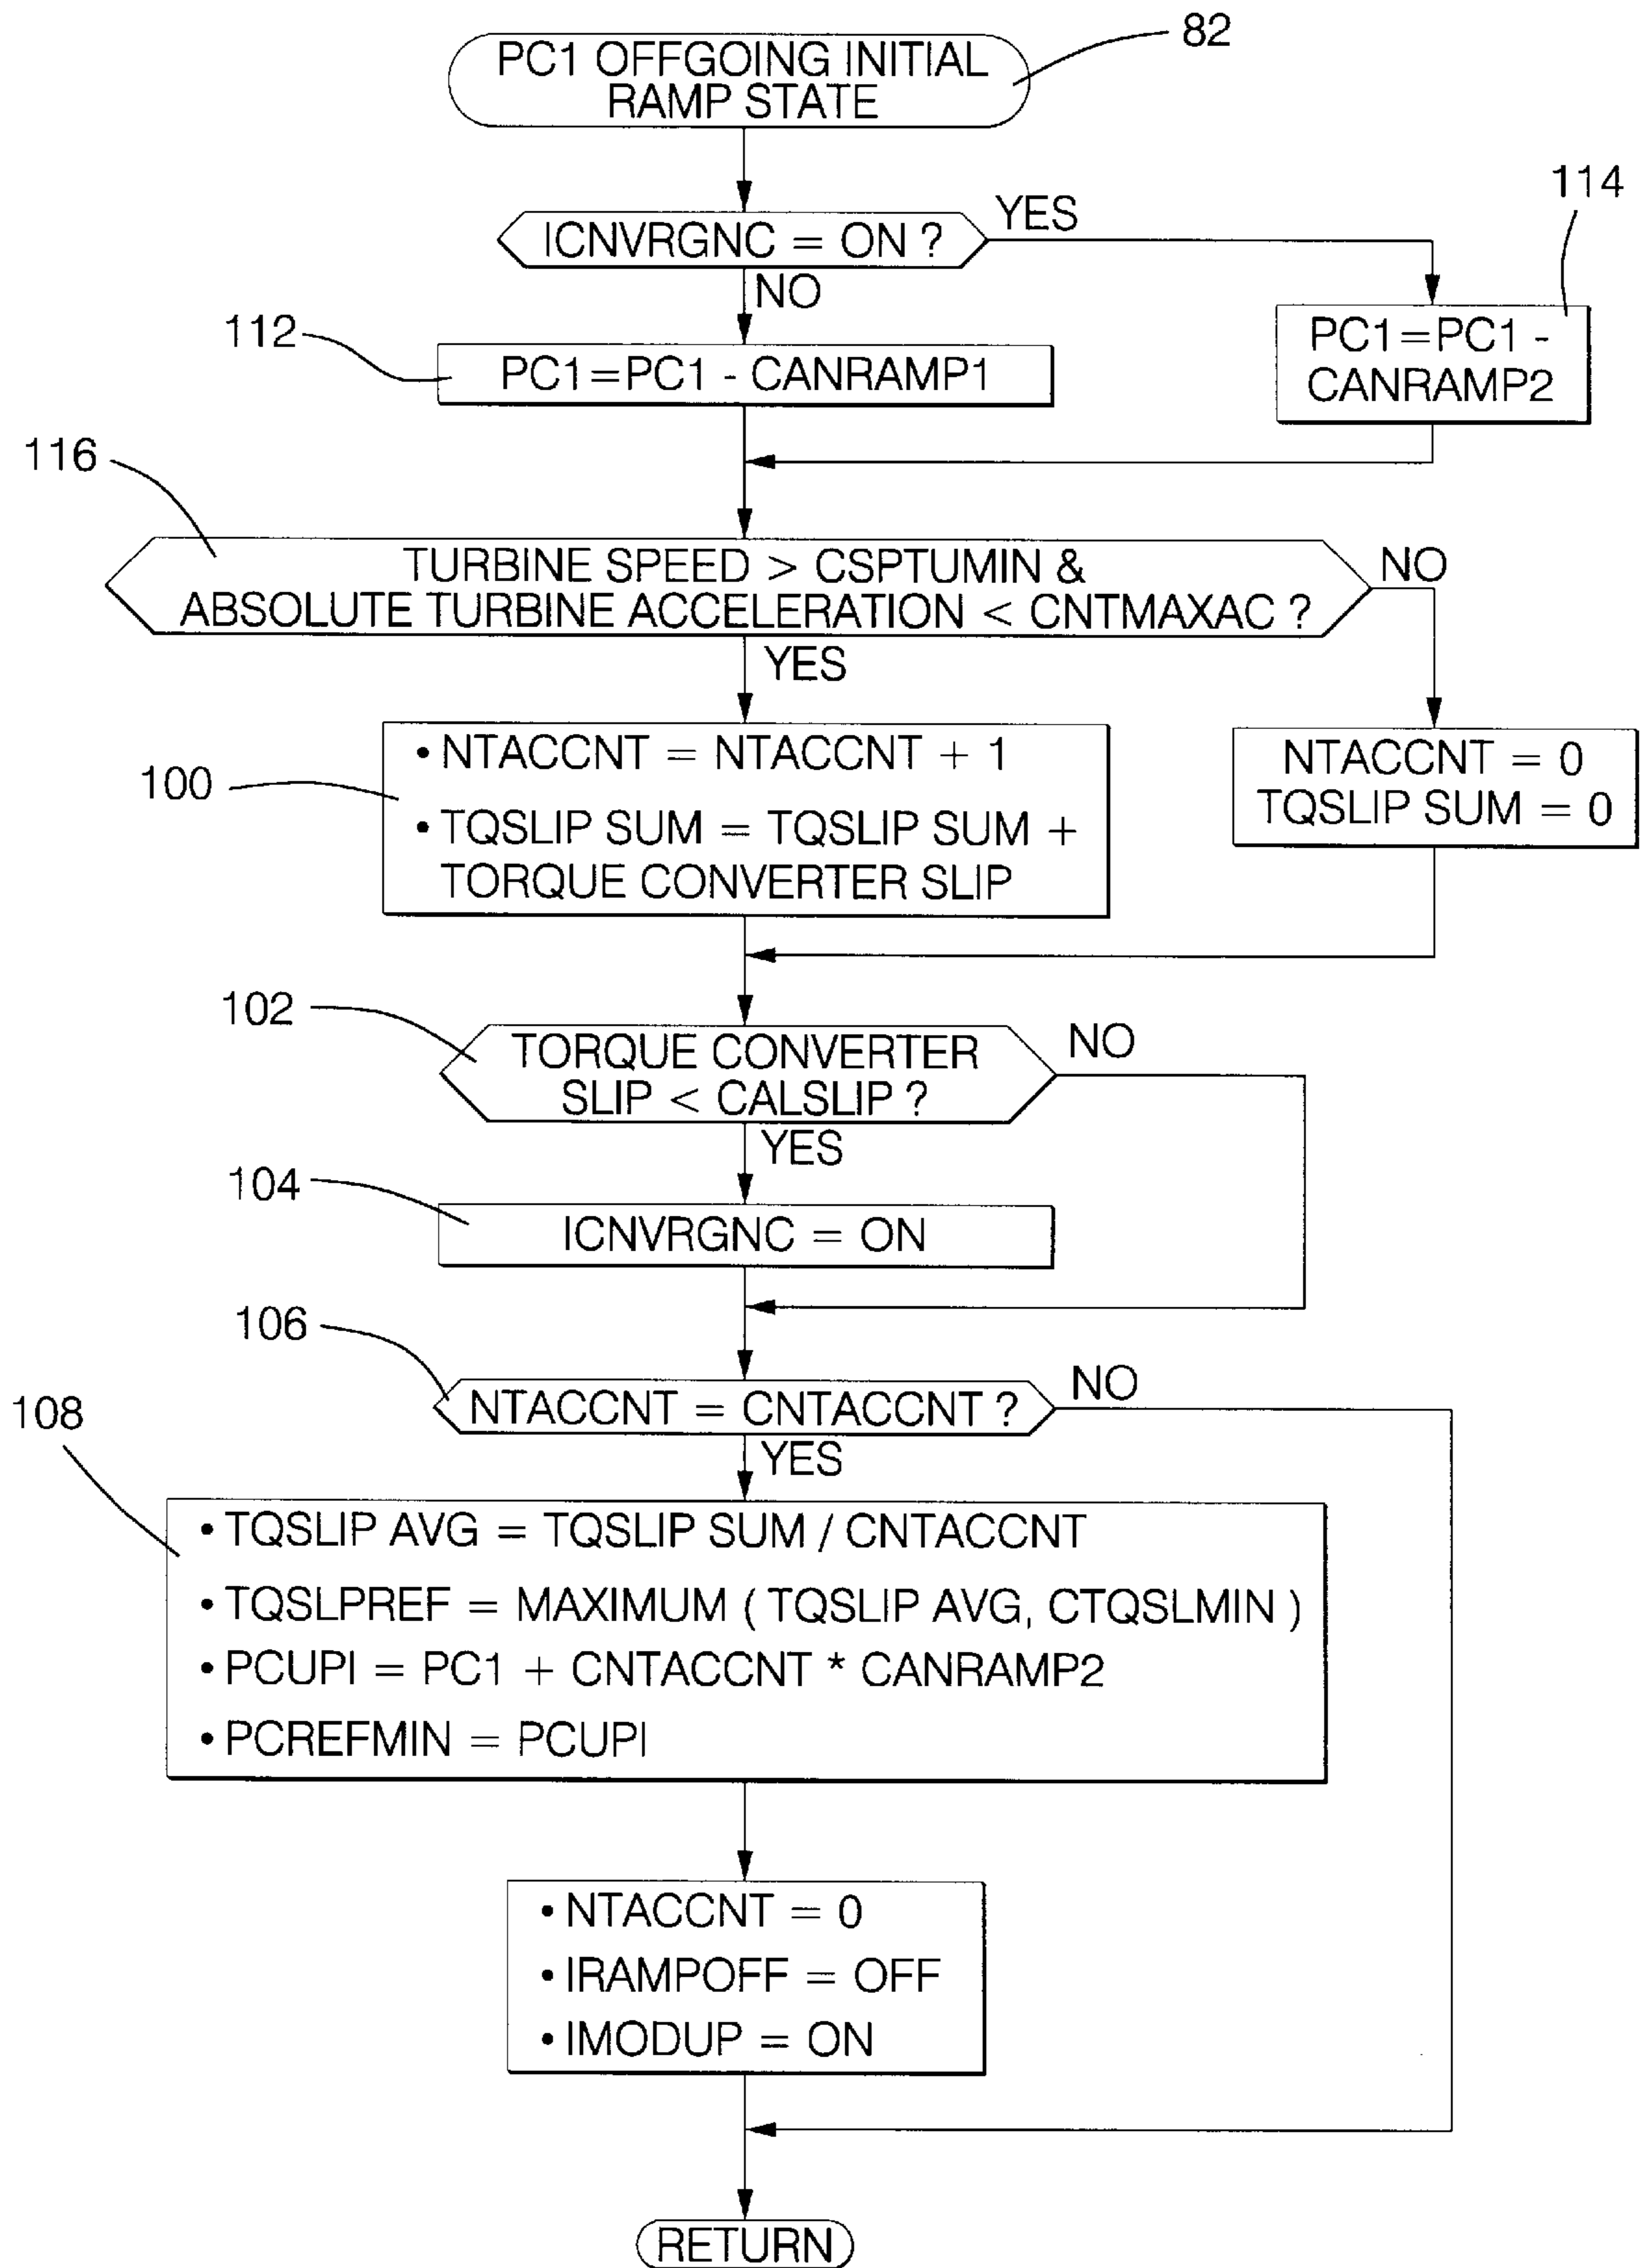 PC1 OFFGOING INITIAL
RAMP STATE
82
ICNVRGNC = ON ?
YES
NO
114
112
PC1=PC1 - CANRAMP1
PC1=PC1 -
CANRAMP2
116
TURBINE SPEED > CSPTUMIN &
ABSOLUTE TURBINE ACCELERATION < CNTMAXAC ?
NO
YES
100
• NTACCNT = NTACCNT + 1
• TQSLIP SUM = TQSLIP SUM +
TORQUE CONVERTER SLIP
NTACCNT = 0
TQSLIP SUM = 0
102
TORQUE CONVERTER
SLIP < CALSLIP ?
NO
YES
104
ICNVRGNC = ON
106
NTACCNT = CNTACCNT ?
NO
YES
108
• TQSLIP AVG = TQSLIP SUM / CNTACCNT
• TQSLPREF = MAXIMUM ( TQSLIP AVG, CTQSLMIN )
• PCUPI = PC1 + CNTACCNT * CANRAMP2
• PCREFMIN = PCUPI
• NTACCNT = 0
• IRAMPOFF = OFF
• IMODUP = ON
RETURN